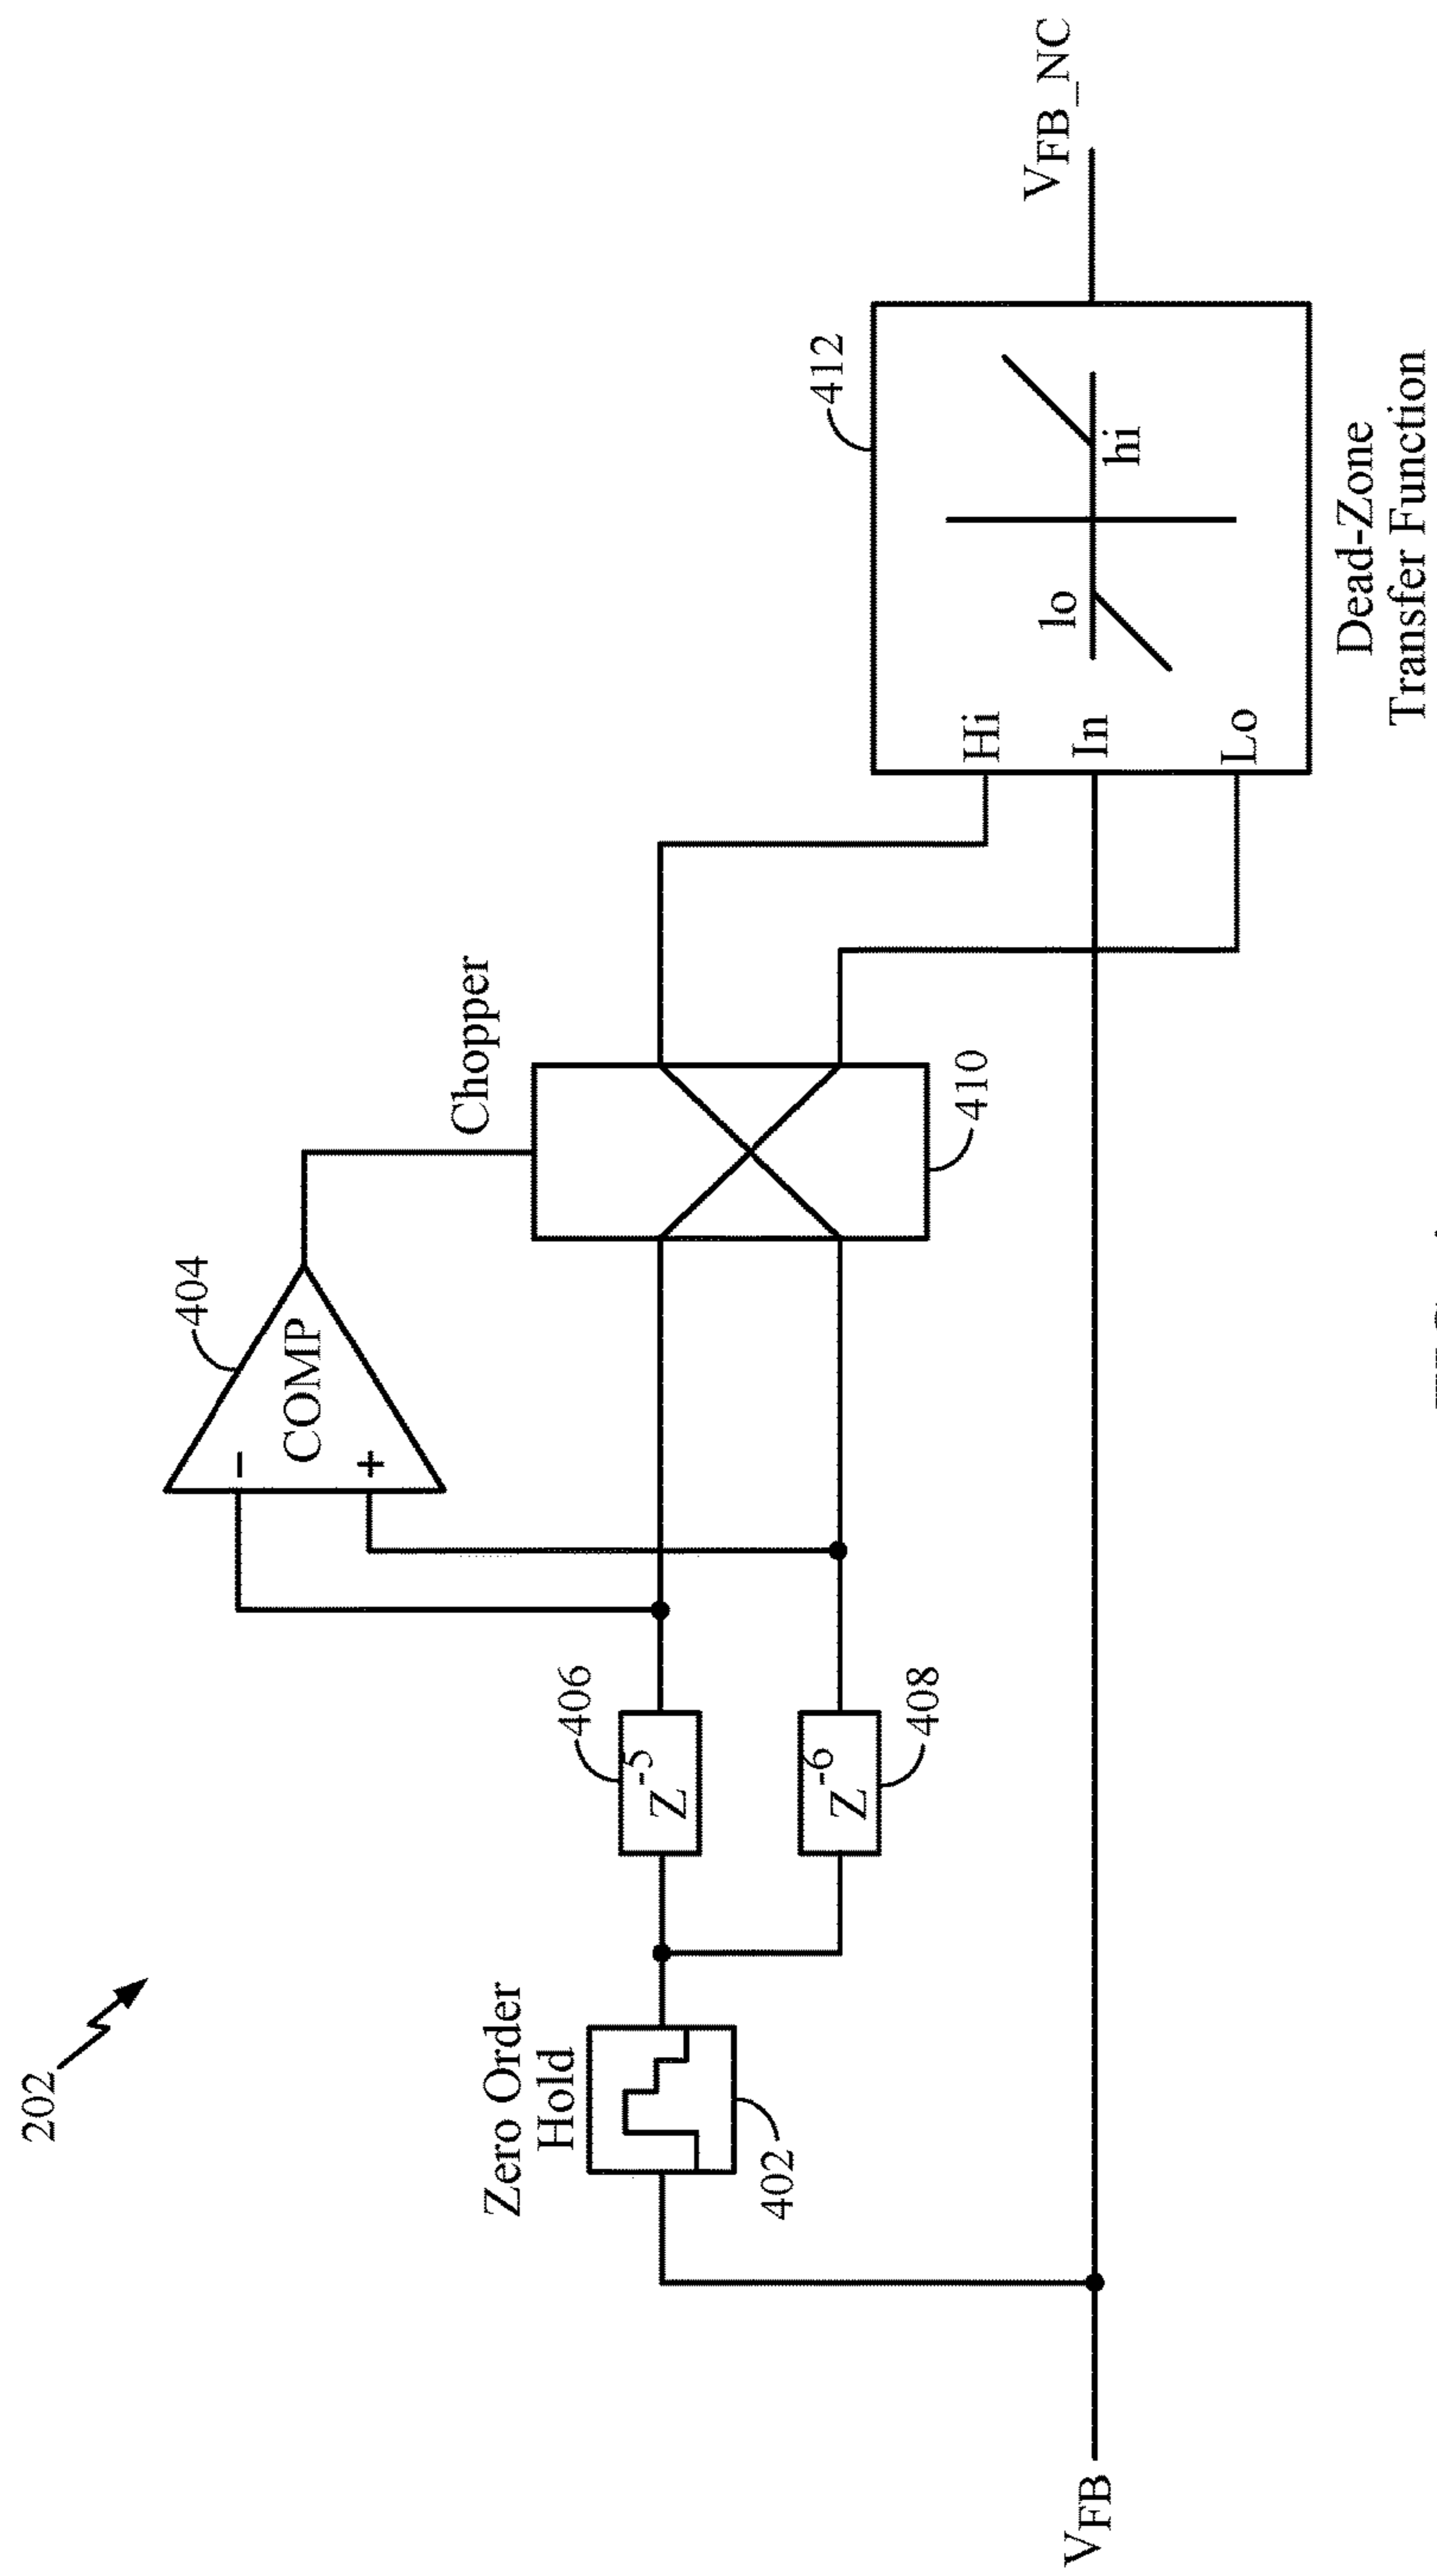 202
404
COMP
-
+
Chopper
410
Zero Order
Hold
402
Z-5
406
Z-6
408
412
Hi
In
Lo
lo
hi
Dead-Zone
Transfer Function
VFB
VFB_NC